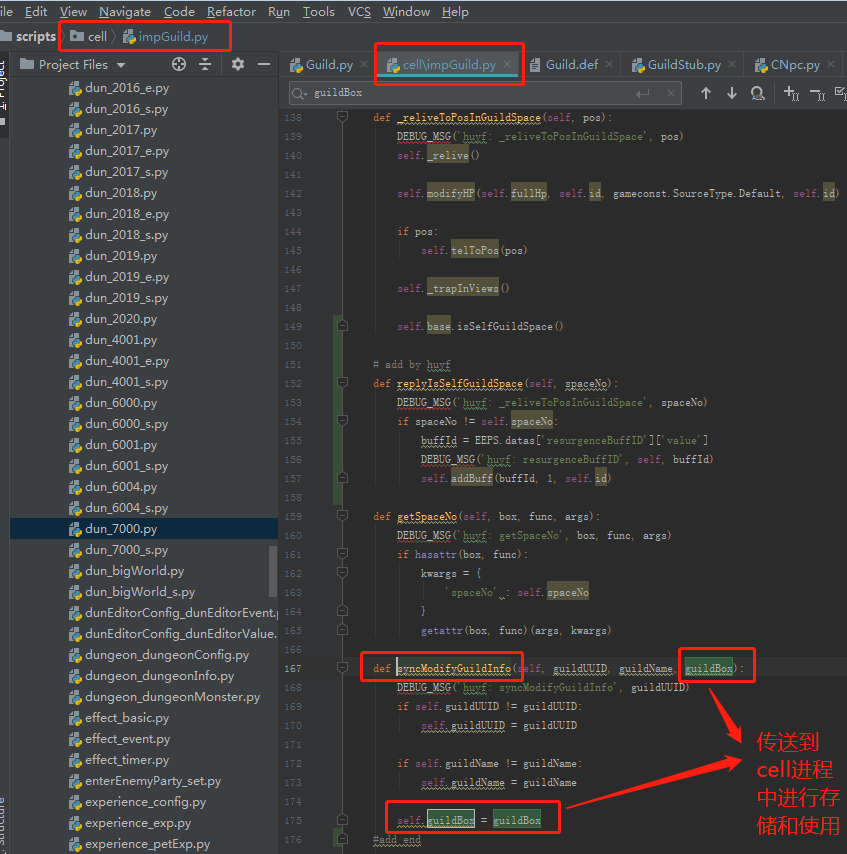 ile Edit View Navigate Code Refactor Run Tools VCS Window Help
scripts cell impGuild.py
Project Files
Guild.py cell\impGuild.py Guild.def GuildStub.py CNpc.py
guildBox
dun_2016_e.py
dun_2016_s.py
dun_2017.py
dun_2017_e.py
dun_2017_s.py
dun_2018.py
dun_2018_e.py
dun_2018_s.py
dun_2019.py
dun_2019_e.py
dun_2019_s.py
dun_2020.py
dun_4001.py
dun_4001_e.py
dun_4001_s.py
dun_6000.py
dun_6000_s.py
dun_6001.py
dun_6001_s.py
dun_6004.py
dun_6004_s.py
dun_7000.py
dun_7000_s.py
dun_bigWorld.py
dun_bigWorld_s.py
dunEditorConfig_dunEditorEvent.
dunEditorConfig_dunEditorValue.
dungeon_dungeonConfig.py
dungeon_dungeonInfo.py
dungeon_dungeonMonster.py
effect_basic.py
effect_event.py
effect_timer.py
enterEnemyParty_set.py
experience_config.py
experience_exp.py
experience_petExp.py
138 def _reliveToPosInGuildSpace(self, pos):
139 DEBUG_MSG('huyf: _reliveToPosInGuildSpace', pos)
140 self._relive()
141
142 self.modifyHP(self.fullHp, self.id, gameconst.SourceType.Default, self.id)
143
144 if pos:
145 self.telToPos(pos)
146
147 self._trapInViews()
148
149 self.base.isSelfGuildSpace()
150
151 # add by huyf
152 def replyIsSelfGuildSpace(self, spaceNo):
153 DEBUG_MSG('huyf: _reliveToPosInGuildSpace', spaceNo)
154 if spaceNo != self.spaceNo:
155 buffId = EEPS.datas['resurgenceBuffID']['value']
156 DEBUG_MSG('huyf: resurgenceBuffID', self, buffId)
157 self.addBuff(buffId, 1, self.id)
158
159 def getSpaceNo(self, box, func, args):
160 DEBUG_MSG('huyf: getSpaceNo', box, func, args)
161 if hasattr(box, func):
162 kwargs = {
163 'spaceNo' : self.spaceNo
164 }
165 getattr(box, func)(args, kwargs)
166
167 def syncModifyGuildInfo(self, guildUUID, guildName, guildBox):
168 DEBUG_MSG('huyf: syncModifyGuildInfo', guildUUID)
169 if self.guildUUID != guildUUID:
170 self.guildUUID = guildUUID
171
172 if self.guildName != guildName:
173 self.guildName = guildName
174
175 self.guildBox = guildBox
176 #add end
传送到
cell进程
中进行存
储和使用